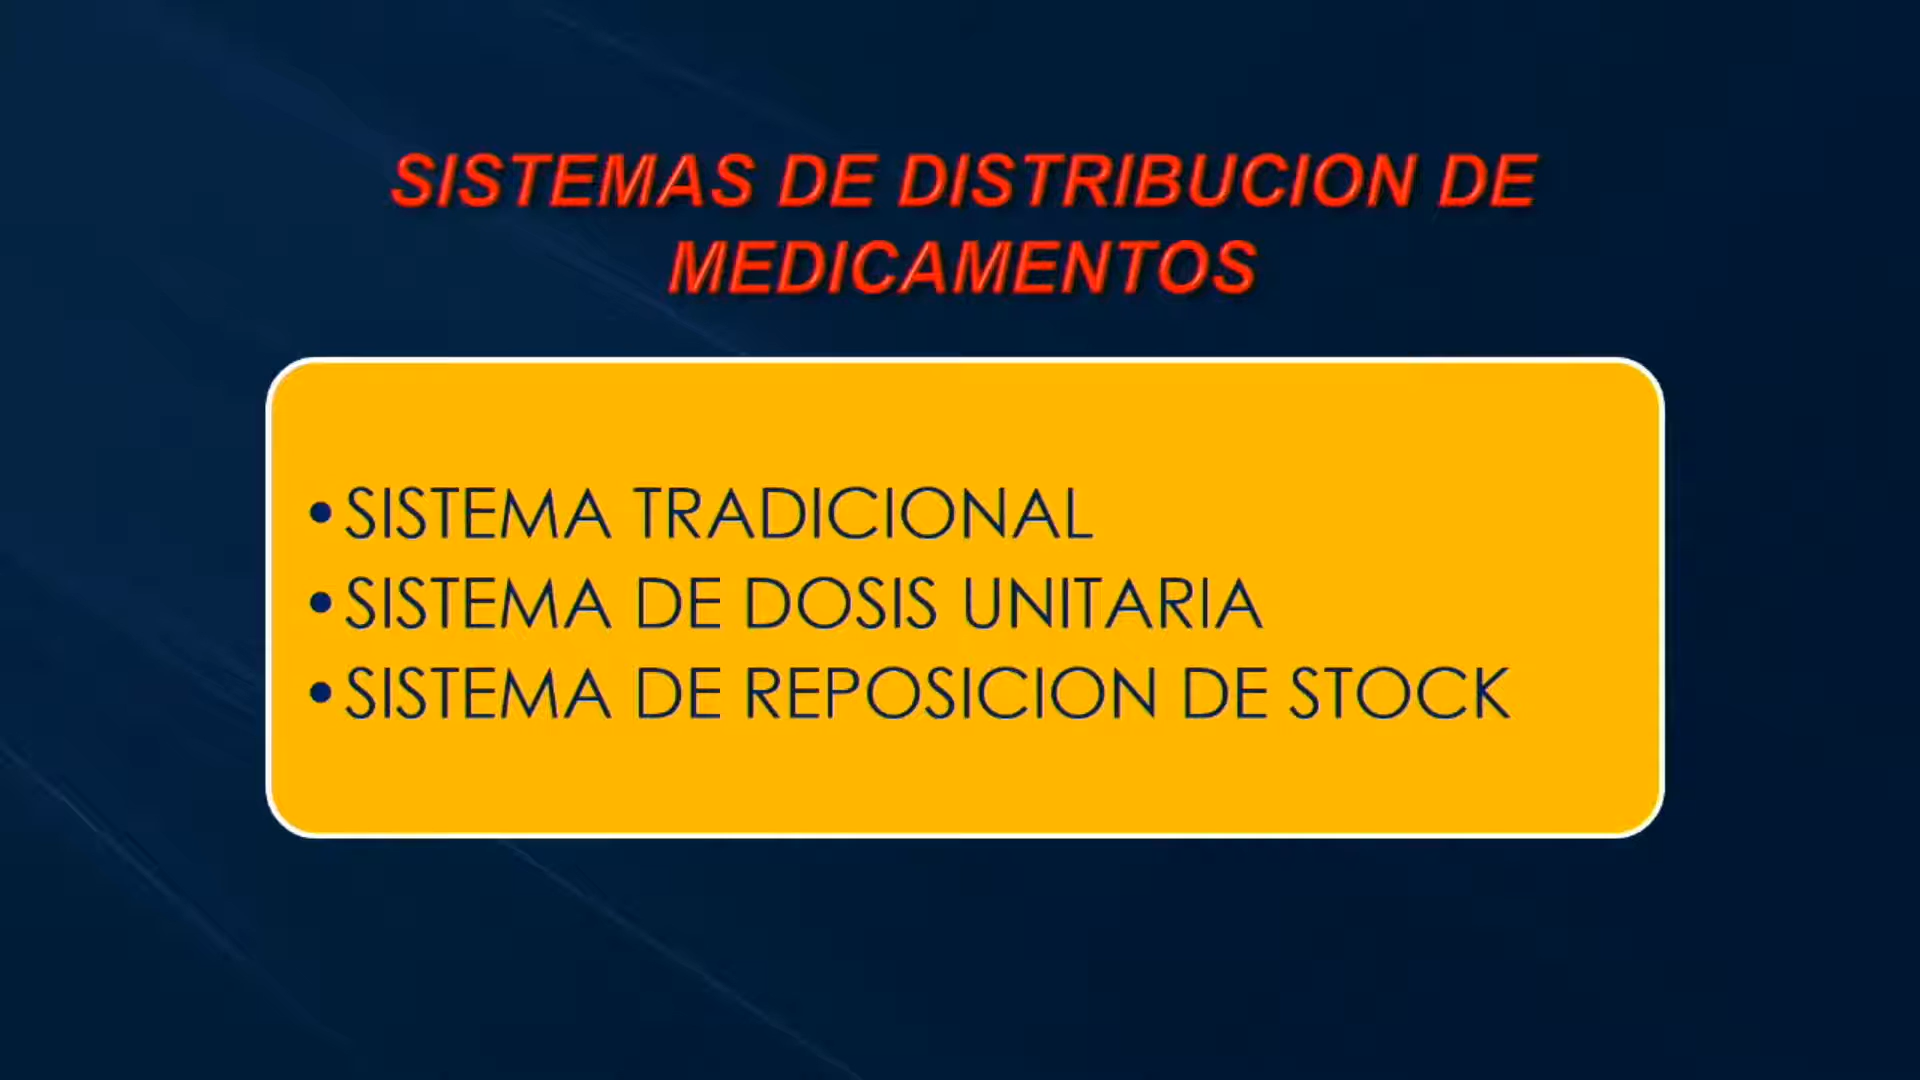 SISTEMAS DE DISTRIBUCION DE
MEDICAMENTOS
•SISTEMA TRADICIONAL
•SISTEMA DE DOSIS UNITARIA
•SISTEMA DE REPOSICION DE STOCK